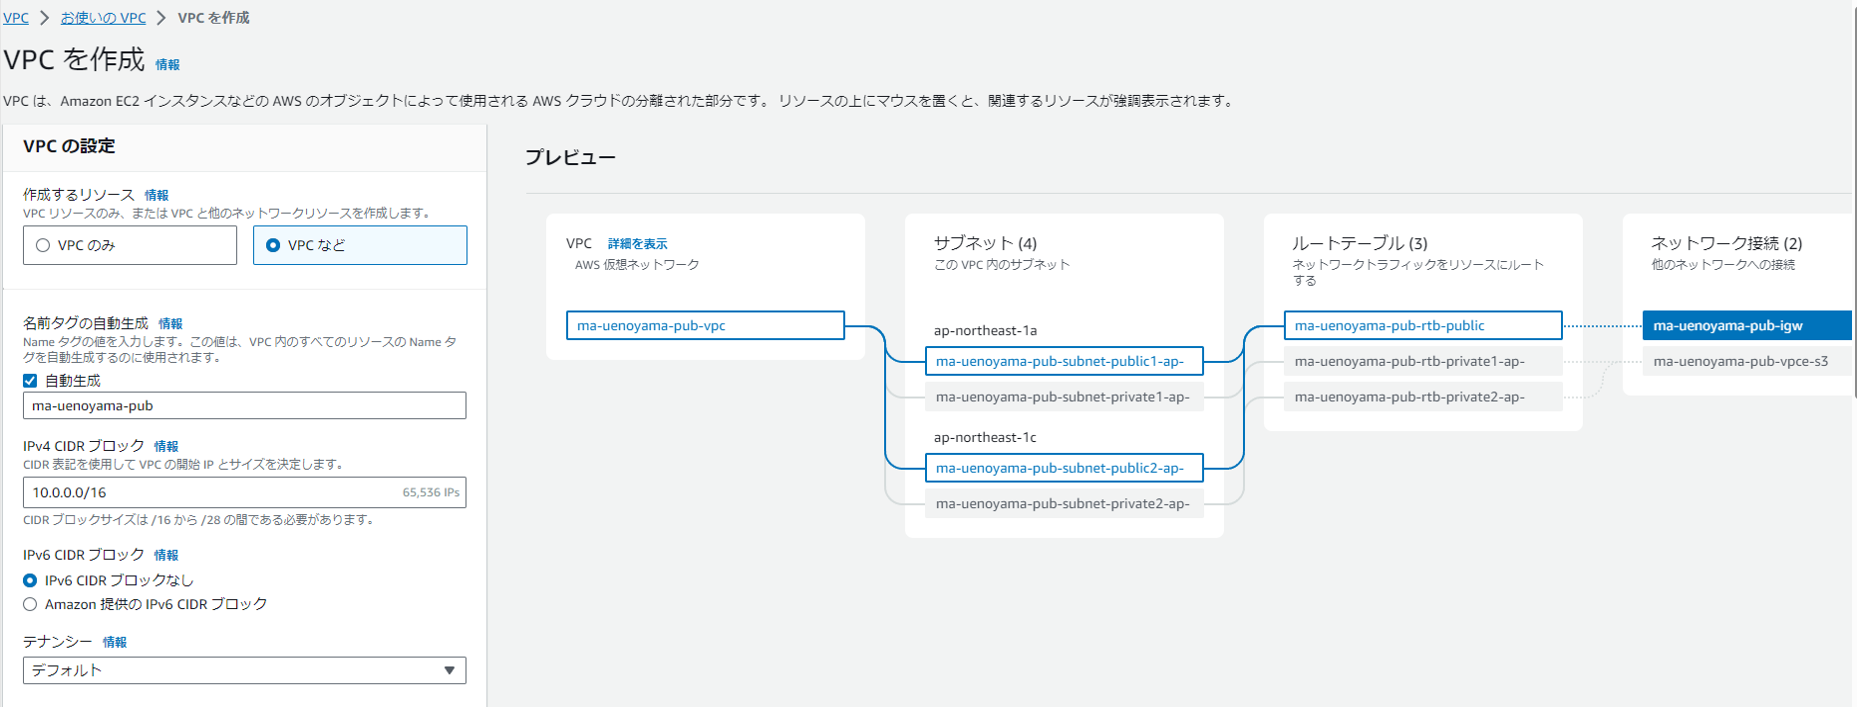 VPC > お使いの VPC > VPC を作成
VPC を作成 情報
VPC は、Amazon EC2 インスタンスなどの AWS のオブジェクトによって使用される AWS クラウドの分離された部分です。 リソースの上にマウスを置くと、関連するリソースが強調表示されます。
VPC の設定
作成するリソース 情報
VPC リソースのみ、または VPC と他のネットワークリソースを作成します。
VPC のみ
VPC など
名前タグの自動生成 情報
Name タグの値を入力します。この値は、VPC 内のすべてのリソースの Name タ
グを自動生成するのに使用されます。
自動生成
ma-uenoyama-pub
IPv4 CIDR ブロック 情報
CIDR 表記を使用して VPC の開始 IP とサイズを決定します。
10.0.0.0/16 65,536 IPs
CIDR ブロックサイズは /16 から /28 の間である必要があります。
IPv6 CIDR ブロック 情報
IPv6 CIDR ブロックなし
Amazon 提供の IPv6 CIDR ブロック
テナンシー 情報
デフォルト
プレビュー
VPC 詳細を表示
AWS 仮想ネットワーク
ma-uenoyama-pub-vpc
サブネット (4)
この VPC 内のサブネット
ap-northeast-1a
ma-uenoyama-pub-subnet-public1-ap-
ma-uenoyama-pub-subnet-private1-ap-
ap-northeast-1c
ma-uenoyama-pub-subnet-public2-ap-
ma-uenoyama-pub-subnet-private2-ap-
ルートテーブル (3)
ネットワークトラフィックをリソースにルート
する
ma-uenoyama-pub-rtb-public
ma-uenoyama-pub-rtb-private1-ap-
ma-uenoyama-pub-rtb-private2-ap-
ネットワーク接続 (2)
他のネットワークへの接続
ma-uenoyama-pub-igw
ma-uenoyama-pub-vpce-s3